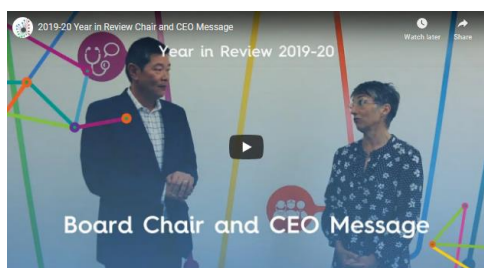 2019-20 Year in Review Chair and CEO Message
Watch later
Share
Year in Review 2019-20
Board Chair and CEO Message